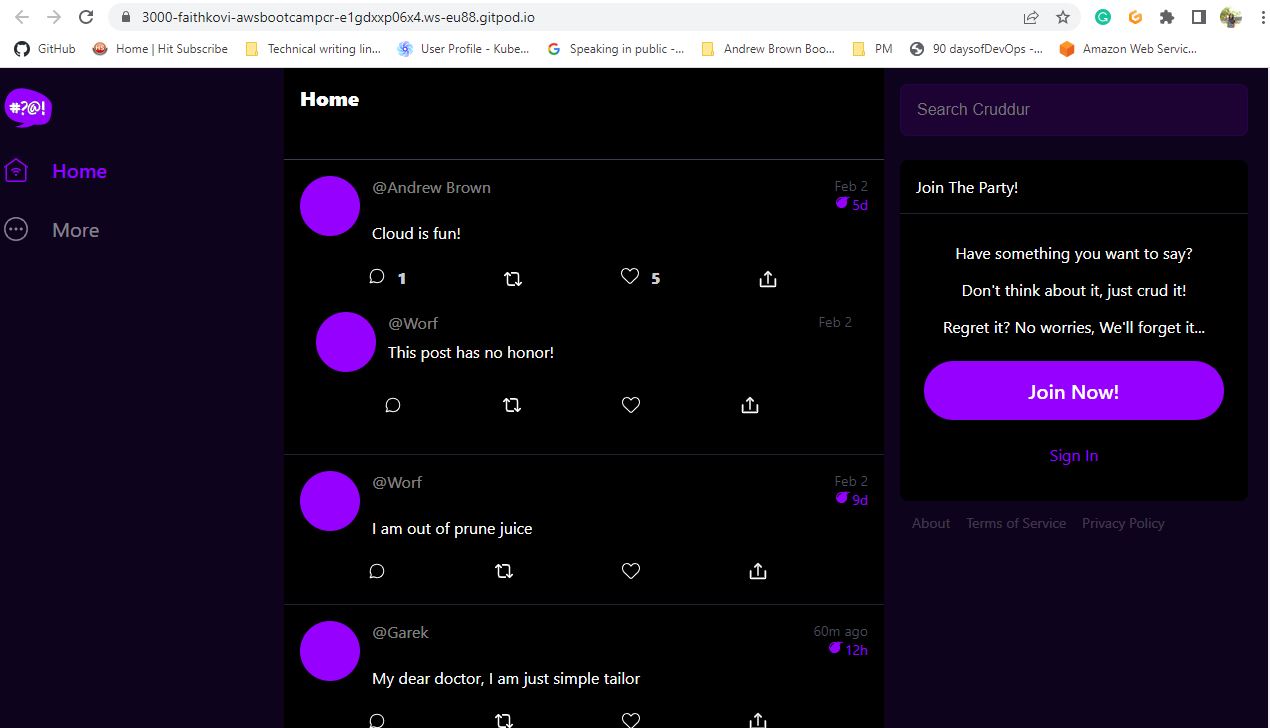 3000-faithkovi-awsbootcampcr-e1gdxxp06x4.ws-eu88.gitpod.io
GitHub
Home | Hit Subscribe
Technical writing lin...
User Profile - Kube...
Speaking in public -...
Andrew Brown Boo...
PM
90 daysofDevOps -...
Amazon Web Servic...
#?@!
Home
More
Home
@Andrew Brown
Feb 2
5d
Cloud is fun!
1
5
@Worf
Feb 2
This post has no honor!
@Worf
Feb 2
9d
I am out of prune juice
@Garek
60m ago
12h
My dear doctor, I am just simple tailor
Search Cruddur
Join The Party!
Have something you want to say?
Don't think about it, just crud it!
Regret it? No worries, We'll forget it...
Join Now!
Sign In
About Terms of Service Privacy Policy